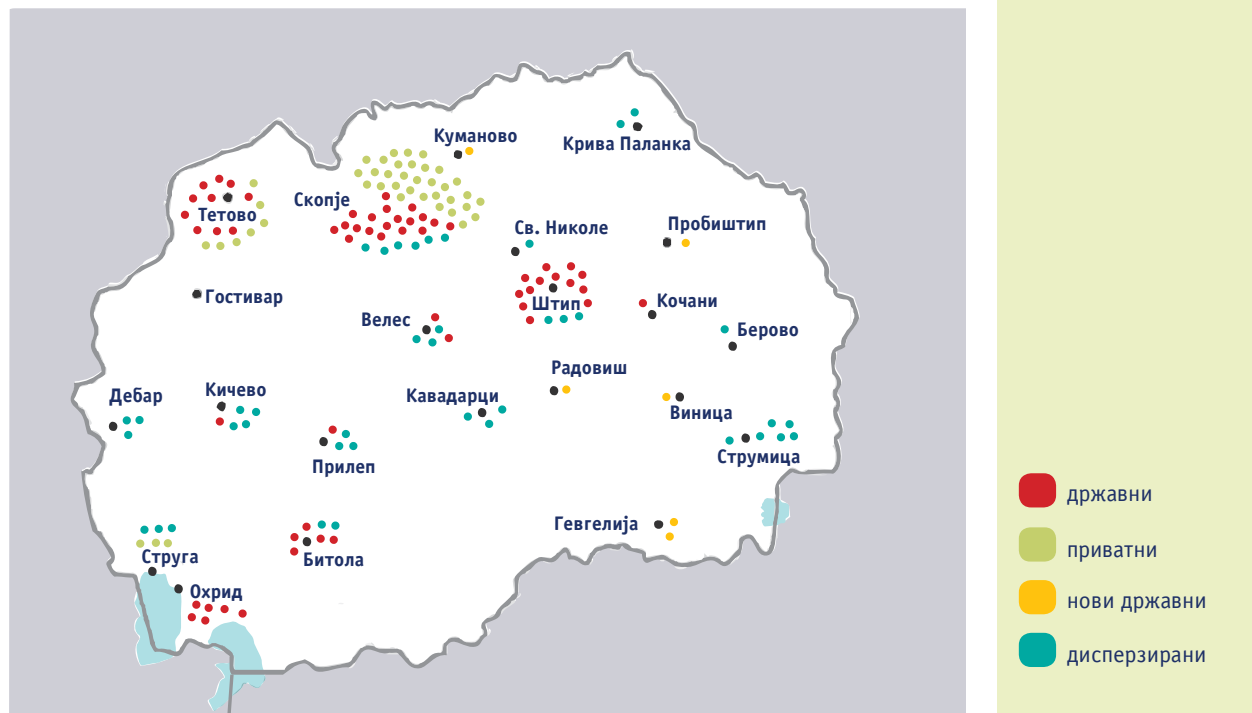 Куманово
Крива Паланка
Скопје
Тетово
Св. Николе
Пробиштип
Гостивар
Штип
Кочани
Велес
Берово
Радовиш
Дебар
Кичево
Кавадарци
Виница
Струмица
Прилеп
Гевгелија
Струга
Битола
Охрид
државни
приватни
нови државни
дисперзирани